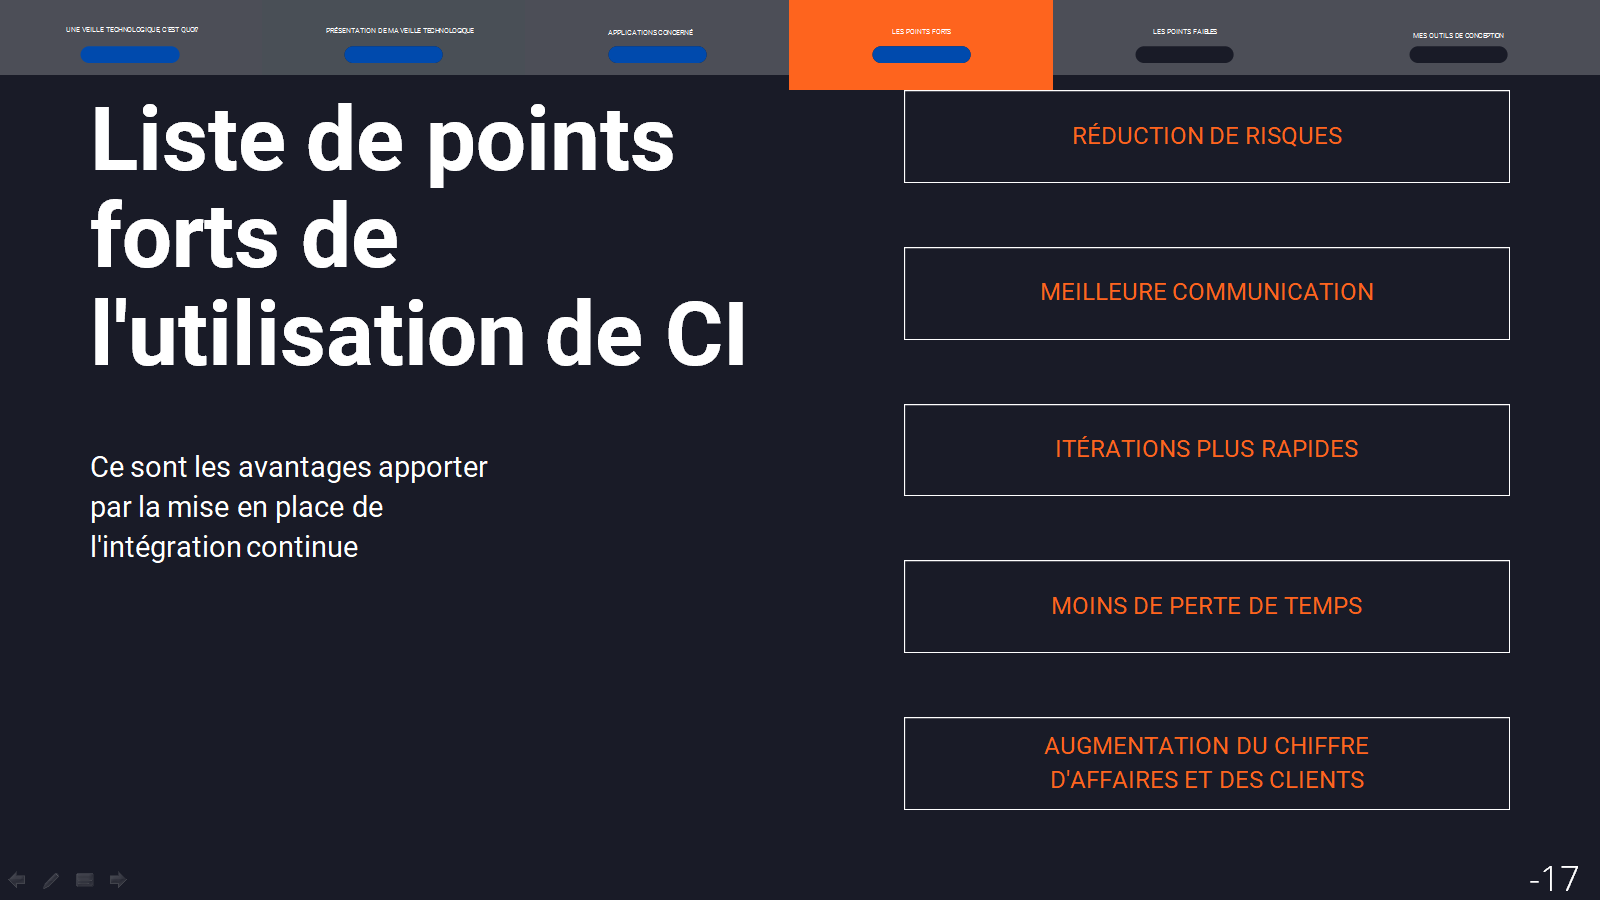 UNE VEILLE TECHNOLOGIQUE, C'EST QUOI?
PRÉSENTATION DE MA VEILLE TECHNOLOGIQUE
APPLICATIONS CONCERNÉ
LES POINTS FORTS
LES POINTS FAIBLES
MES OUTILS DE CONCEPTION
Liste de points
forts de
l'utilisation de CI
Ce sont les avantages apporter
par la mise en place de
l'intégration continue
RÉDUCTION DE RISQUES
MEILLEURE COMMUNICATION
ITÉRATIONS PLUS RAPIDES
MOINS DE PERTE DE TEMPS
AUGMENTATION DU CHIFFRE
D'AFFAIRES ET DES CLIENTS
-17